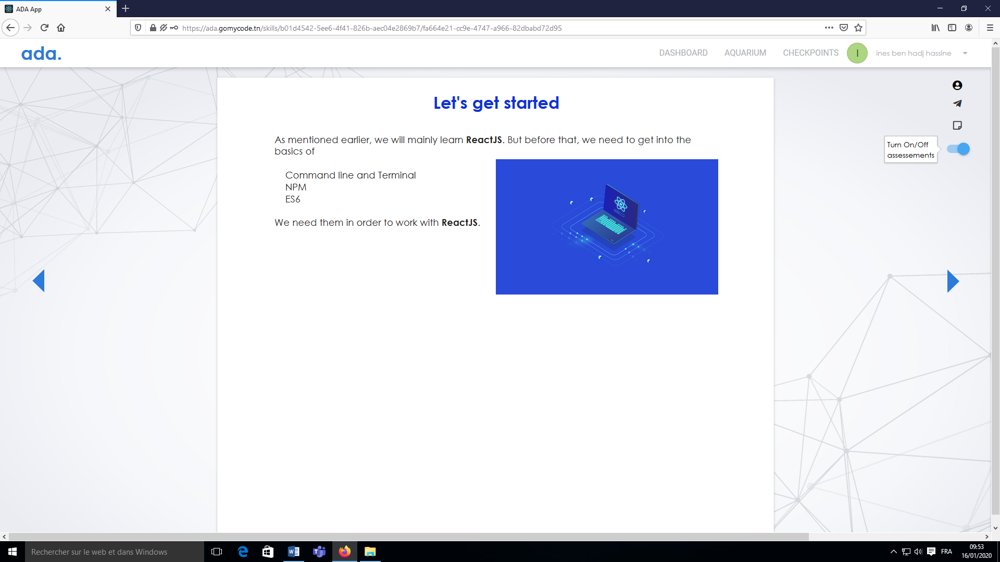 ADA App
https://ada.gomycode.tn/skills/b01d4542-5ee6-4f41-826b-aec04e2869b7/fa664e21-cc9e-4747-a966-82dbabd72d95
ada.
DASHBOARD
AQUARIUM
CHECKPOINTS
I
ines ben hadj hassine
Let's get started
As mentioned earlier, we will mainly learn ReactJS. But before that, we need to get into the
basics of
Turn On/Off
assessements
Command line and Terminal
NPM
ES6
We need them in order to work with ReactJS.
Rechercher sur le web et dans Windows
FRA
09:53
16/01/2020